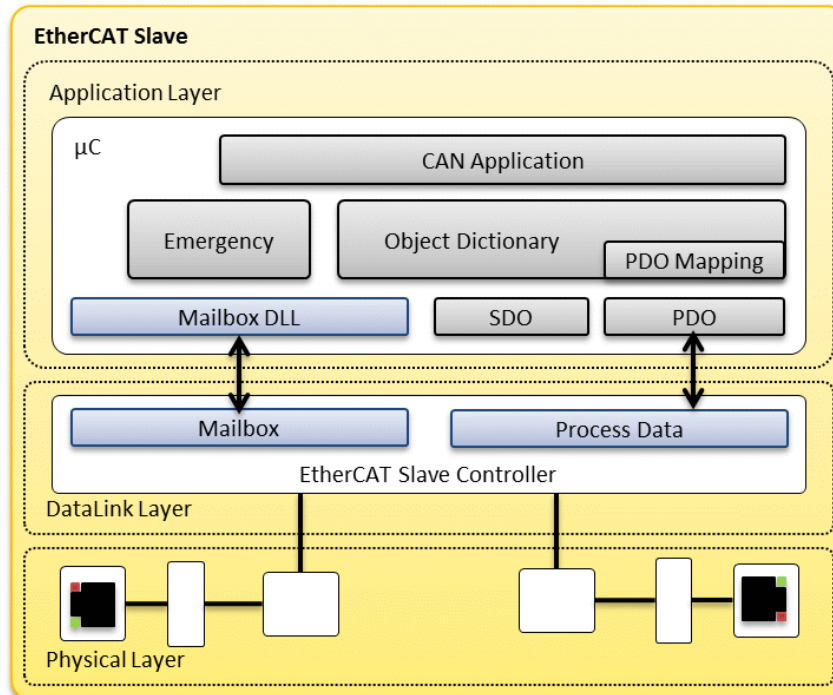 EtherCAT Slave
Application Layer
µC
CAN Application
Emergency
Object Dictionary
PDO Mapping
Mailbox DLL
SDO
PDO
Mailbox
Process Data
EtherCAT Slave Controller
DataLink Layer
Physical Layer